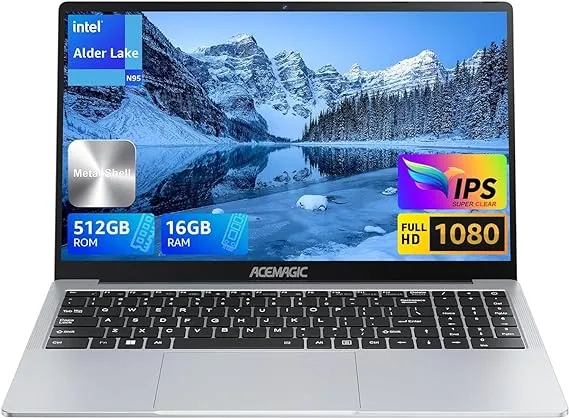 intel
Alder Lake
N95
Metal Shell
512GB
ROM
16GB
RAM
IPS
SUPER CLEAR
FULL
HD
1080
ACEMAGIC